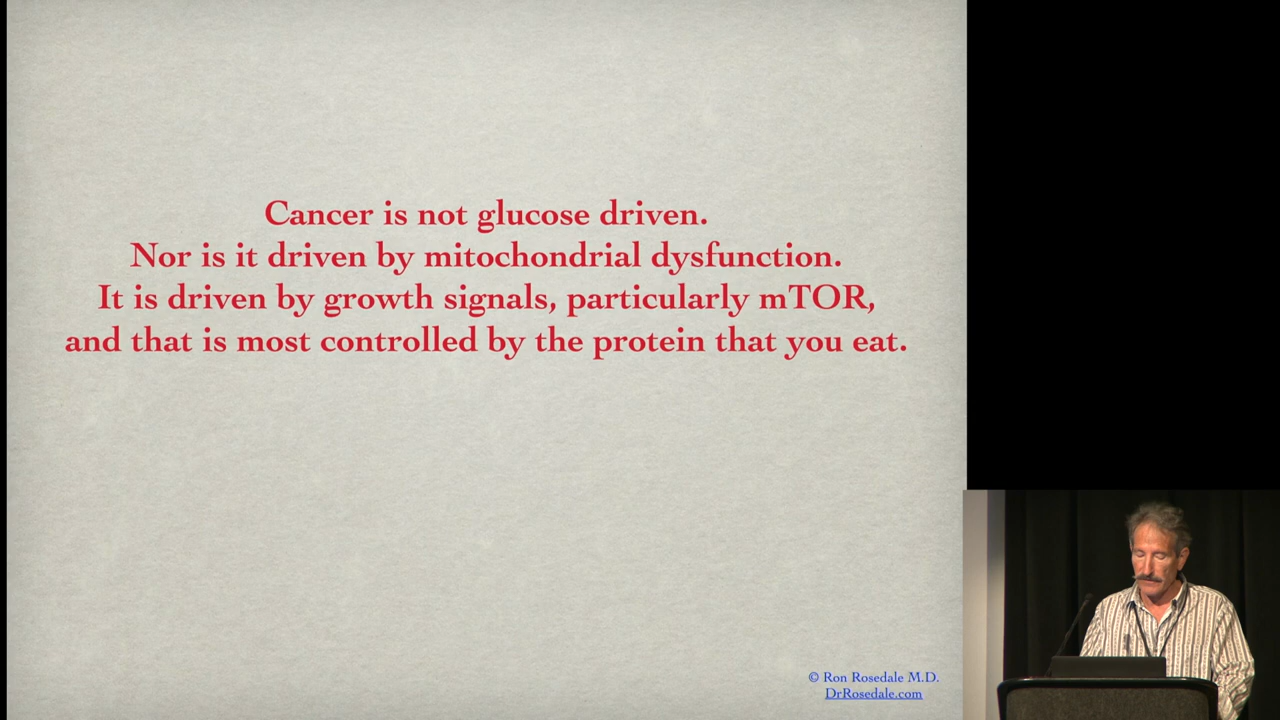 Cancer is not glucose driven.
Nor is it driven by mitochondrial dysfunction.
It is driven by growth signals, particularly mTOR,
and that is most controlled by the protein that you eat.
© Ron Rosedale M.D.
DrRosedale.com